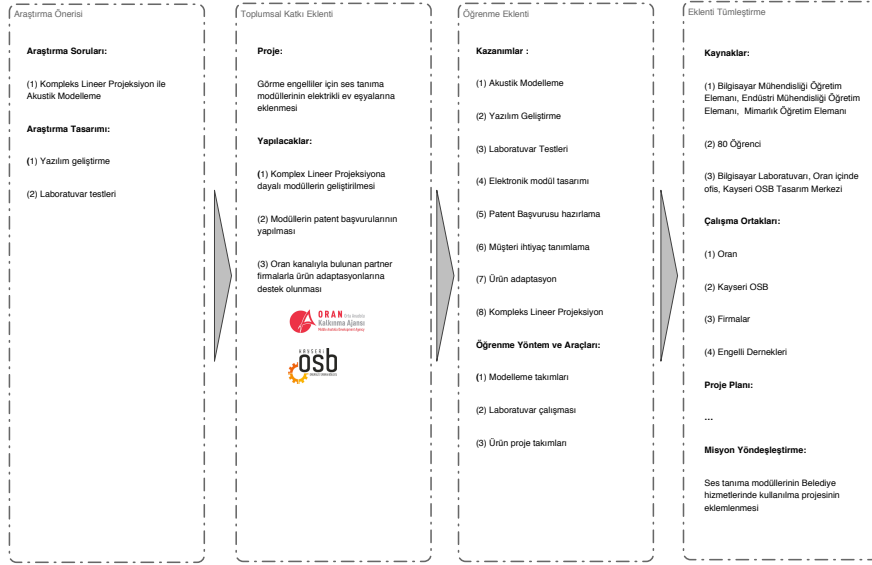 Araştırma Önerisi
Araştırma Soruları:
(1) Kompleks Lineer Projeksiyon ile
Akustik Modelleme
Araştırma Tasarımı:
(1) Yazılım geliştirme
(2) Laboratuvar testleri
Toplumsal Katkı Eklenti
Proje:
Görme engelliler için ses tanıma
modüllerinin elektrikli ev eşyalarına
eklenmesi
Yapılacaklar:
(1) Komplex Lineer Projeksiyona
dayalı modüllerin geliştirilmesi
(2) Modüllerin patent başvurularının
yapılması
(3) Oran kanalıyla bulunan partner
firmalarla ürün adaptasyonlarına
destek olunması
ORAN
Kalkınma Ajansı
KAYSERİ
osb
Öğrenme Eklenti
Kazanımlar :
(1) Akustik Modelleme
(2) Yazılım Geliştirme
(3) Laboratuvar Testleri
(4) Elektronik modül tasarımı
(5) Patent Başvurusu hazırlama
(6) Müşteri ihtiyaç tanımlama
(7) Ürün adaptasyon
(8) Kompleks Lineer Projeksiyon
Öğrenme Yöntem ve Araçları:
(1) Modelleme takımları
(2) Laboratuvar çalışması
(3) Ürün proje takımları
Eklenti Tümleştirme
Kaynaklar:
(1) Bilgisayar Mühendisliği Öğretim
Elemanı, Endüstri Mühendisliği Öğretim
Elemanı, Mimarlık Öğretim Elemanı
(2) 80 Öğrenci
(3) Bilgisayar Laboratuvarı, Oran içinde
ofis, Kayseri OSB Tasarım Merkezi
Çalışma Ortakları:
(1) Oran
(2) Kayseri OSB
(3) Firmalar
(4) Engelli Dernekleri
Proje Planı:
...
Misyon Yöndeşleştirme:
Ses tanıma modüllerinin Belediye
hizmetlerinde kullanılma projesinin
eklemlenmesi